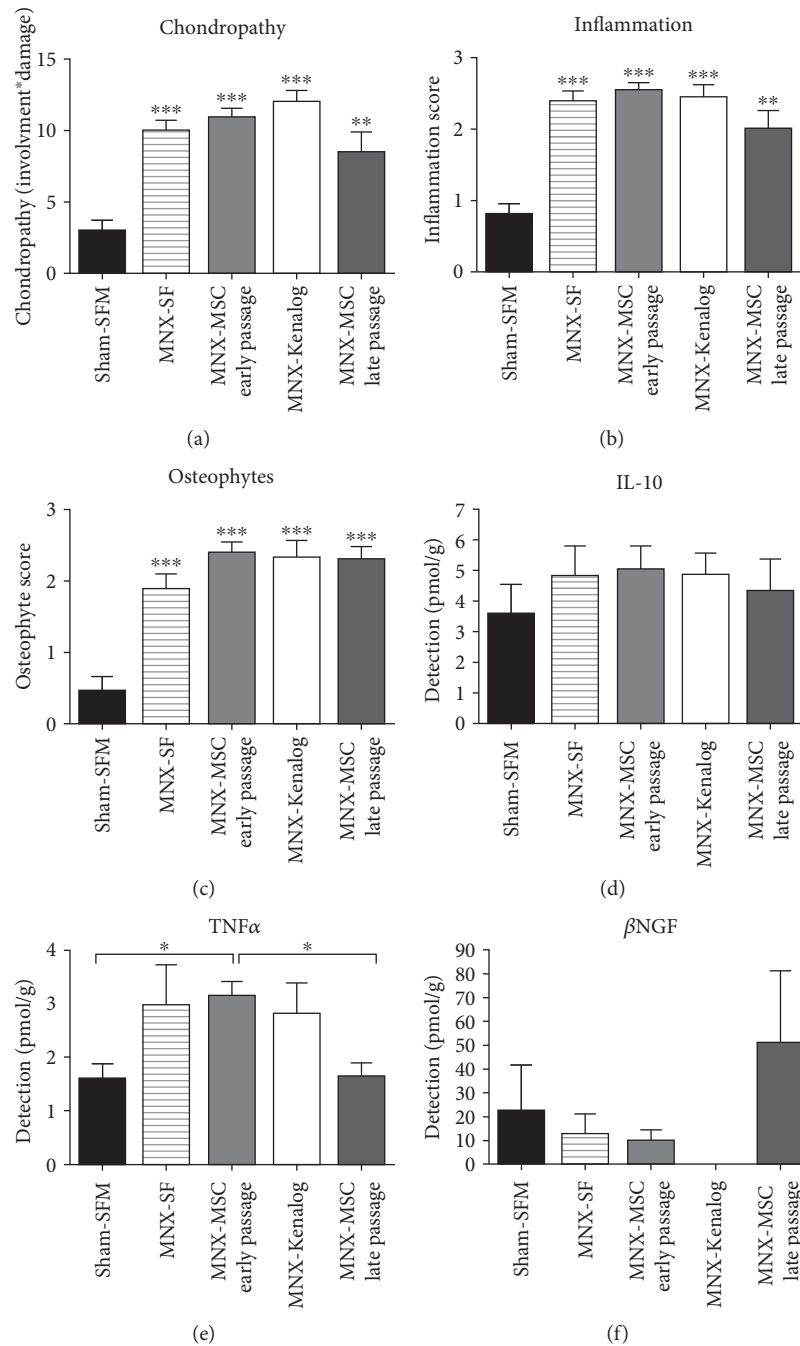 Chondropathy
Chondropathy (involvment*damage)
15
10
5
0
***
***
***
**
Sham-SFM
MNX-SF
MNX-MSC
early passage
MNX-Kenalog
MNX-MSC
late passage
(a)
Inflammation
Inflammation score
3
2
1
0
***
***
***
**
Sham-SFM
MNX-SF
MNX-MSC
early passage
MNX-Kenalog
MNX-MSC
late passage
(b)
Osteophytes
Osteophyte score
3
2
1
0
***
***
***
***
Sham-SFM
MNX-SF
MNX-MSC
early passage
MNX-Kenalog
MNX-MSC
late passage
(c)
IL-10
Detection (pmol/g)
7
6
5
4
3
2
1
0
Sham-SFM
MNX-SF
MNX-MSC
early passage
MNX-Kenalog
MNX-MSC
late passage
(d)
TNFα
Detection (pmol/g)
4
3
2
1
0
*
*
Sham-SFM
MNX-SF
MNX-MSC
early passage
MNX-Kenalog
MNX-MSC
late passage
(e)
βNGF
Detection (pmol/g)
90
80
70
60
50
40
30
20
10
0
Sham-SFM
MNX-SF
MNX-MSC
early passage
MNX-Kenalog
MNX-MSC
late passage
(f)